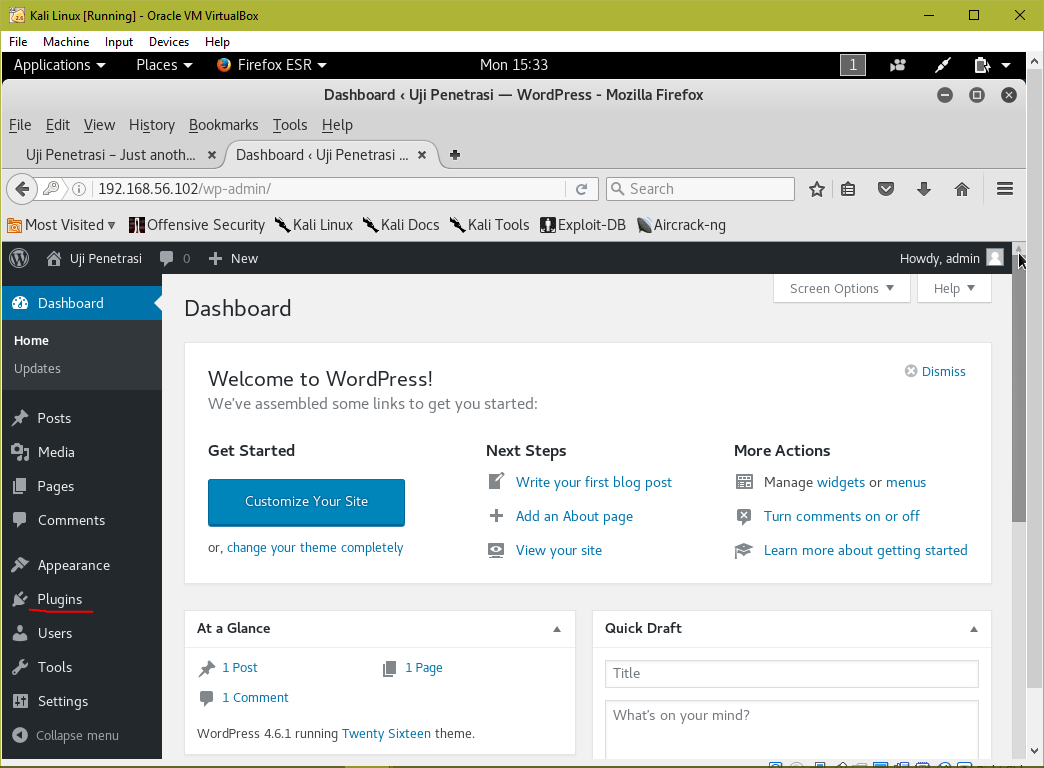 Kali Linux [Running] - Oracle VM VirtualBox
File Machine Input Devices Help
Applications Places Firefox ESR Mon 15:33 1
Dashboard ‹ Uji Penetrasi — WordPress - Mozilla Firefox
File Edit View History Bookmarks Tools Help
Uji Penetrasi – Just anoth... Dashboard ‹ Uji Penetrasi ...
192.168.56.102/wp-admin/ Search
Most Visited Offensive Security Kali Linux Kali Docs Kali Tools Exploit-DB Aircrack-ng
Uji Penetrasi 0 New Howdy, admin
Screen Options Help
Dashboard
Home
Updates
Posts
Media
Pages
Comments
Appearance
Plugins
Users
Tools
Settings
Collapse menu
Dashboard
Welcome to WordPress!
Dismiss
We've assembled some links to get you started:
Get Started
Customize Your Site
or, change your theme completely
Next Steps
Write your first blog post
Add an About page
View your site
More Actions
Manage widgets or menus
Turn comments on or off
Learn more about getting started
At a Glance
1 Post 1 Page
1 Comment
WordPress 4.6.1 running Twenty Sixteen theme.
Quick Draft
Title
What's on your mind?